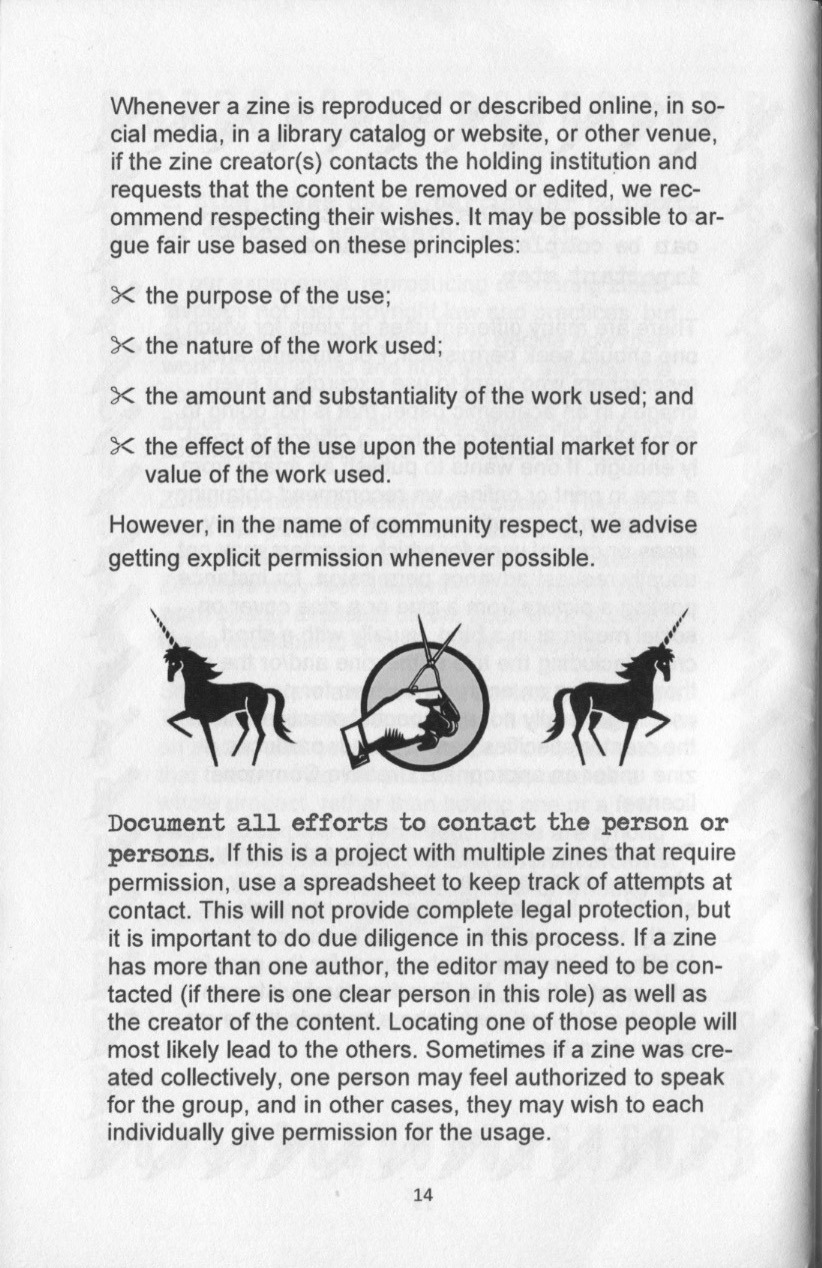 Whenever a zine is reproduced or described online, in so-
cial media, in a library catalog or website, or other venue,
if the zine creator(s) contacts the holding institution and
requests that the content be removed or edited, we rec-
ommend respecting their wishes. It may be possible to ar-
gue fair use based on these principles:
the purpose of the use;
the nature of the work used;
the amount and substantiality of the work used; and
the effect of the use upon the potential market for or
value of the work used.
However, in the name of community respect, we advise
getting explicit permission whenever possible.
Document all efforts to contact the person or
persons. If this is a project with multiple zines that require
permission, use a spreadsheet to keep track of attempts at
contact. This will not provide complete legal protection, but
it is important to do due diligence in this process. If a zine
has more than one author, the editor may need to be con-
tacted (if there is one clear person in this role) as well as
the creator of the content. Locating one of those people will
most likely lead to the others. Sometimes if a zine was cre-
ated collectively, one person may feel authorized to speak
for the group, and in other cases, they may wish to each
individually give permission for the usage.
14